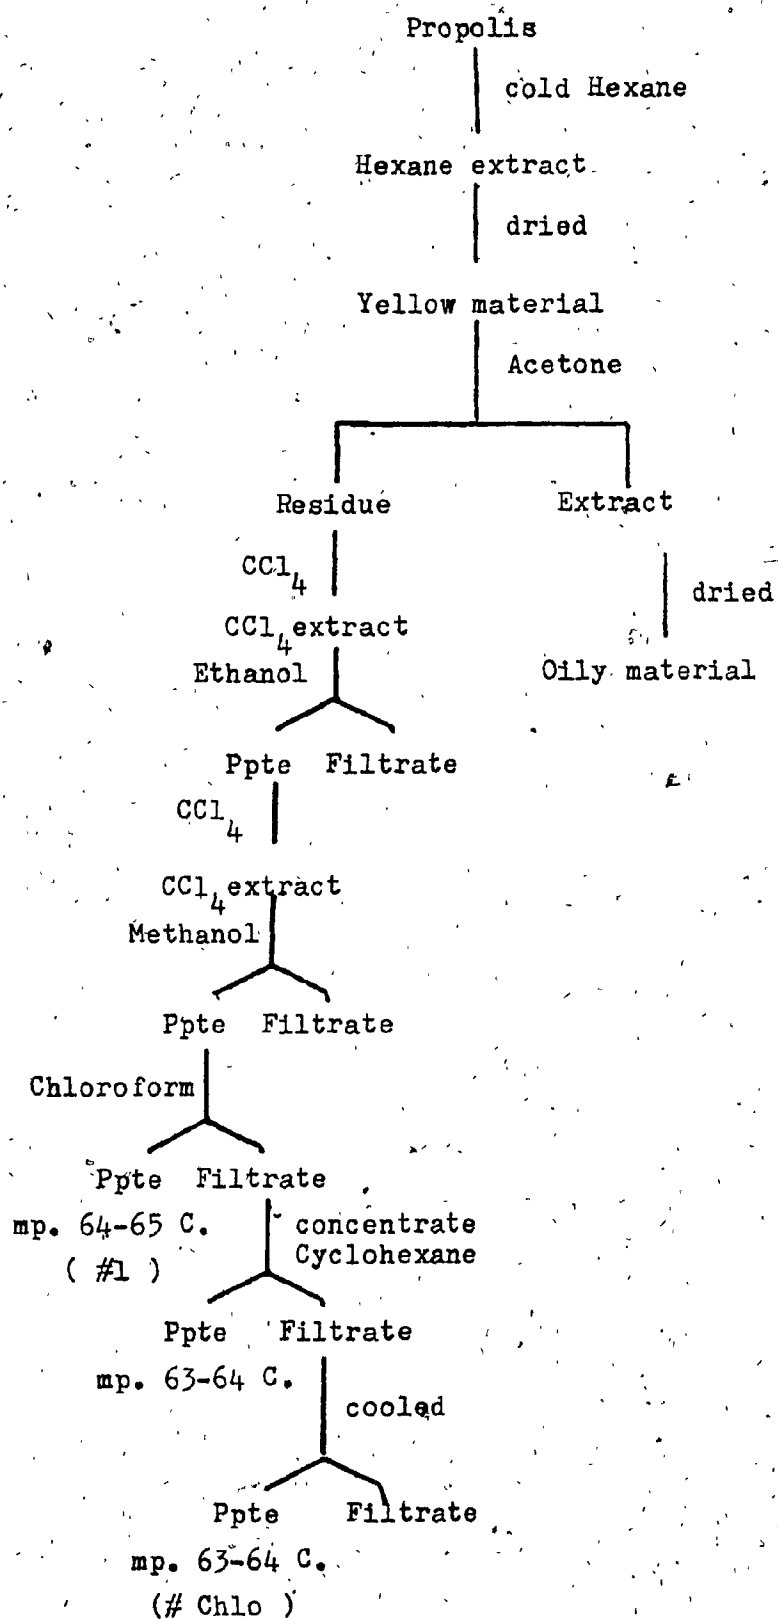 Propolis
cold Hexane
Hexane extract
dried
Yellow material
Acetone
Residue Extract
CCl4
dried
CCl4 extract
Ethanol
Oily material
Ppte Filtrate
CCl4
CCl4 extract
Methanol
Ppte Filtrate
Chloroform
Ppte Filtrate
mp. 64-65 C. concentrate
Cyclohexane
( #1 )
Ppte Filtrate
mp. 63-64 C.
cooled
Ppte Filtrate
mp. 63-64 C.
(# Chlo )